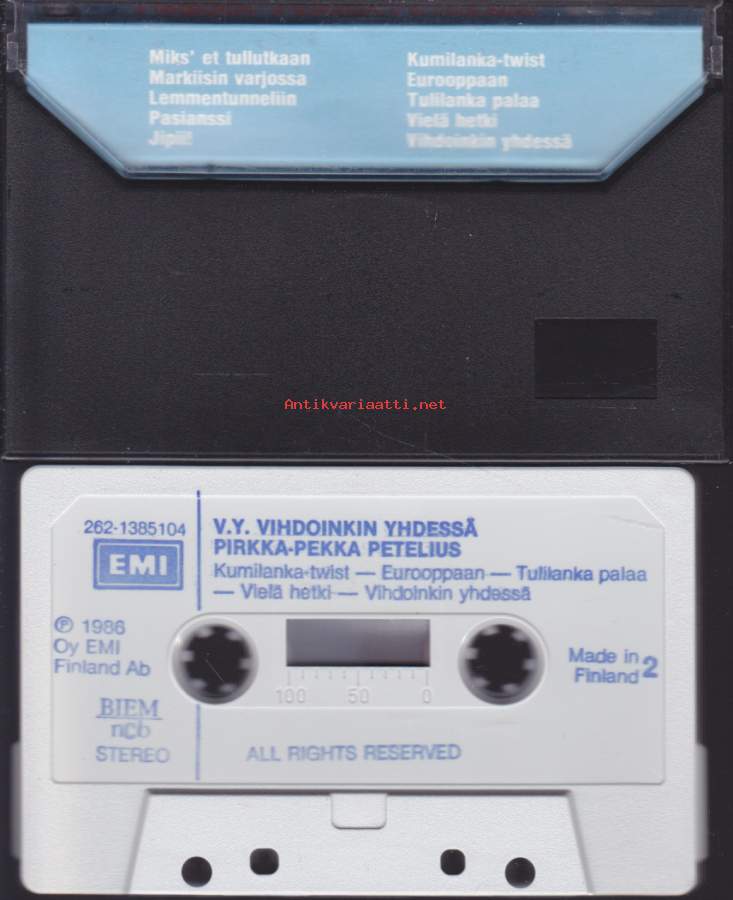 Miks' et tullutkaan
Markiisin varjossa
Lemmentunneliin
Pasianssi
Jipii!
Kumilanka-twist
Eurooppaan
Tulilanka palaa
Vielä hetki
Vihdoinkin yhdessä
Antikvariaatti.net
262-1385104
EMI
℗ 1986
Oy EMI
Finland Ab
BIEM
ncb
STEREO
V.Y. VIHDOINKIN YHDESSÄ
PIRKKA-PEKKA PETELIUS
Kumilanka-twist — Eurooppaan — Tulilanka palaa
— Vielä hetki — Vihdoinkin yhdessä
100 50 0
Made in
Finland 2
ALL RIGHTS RESERVED